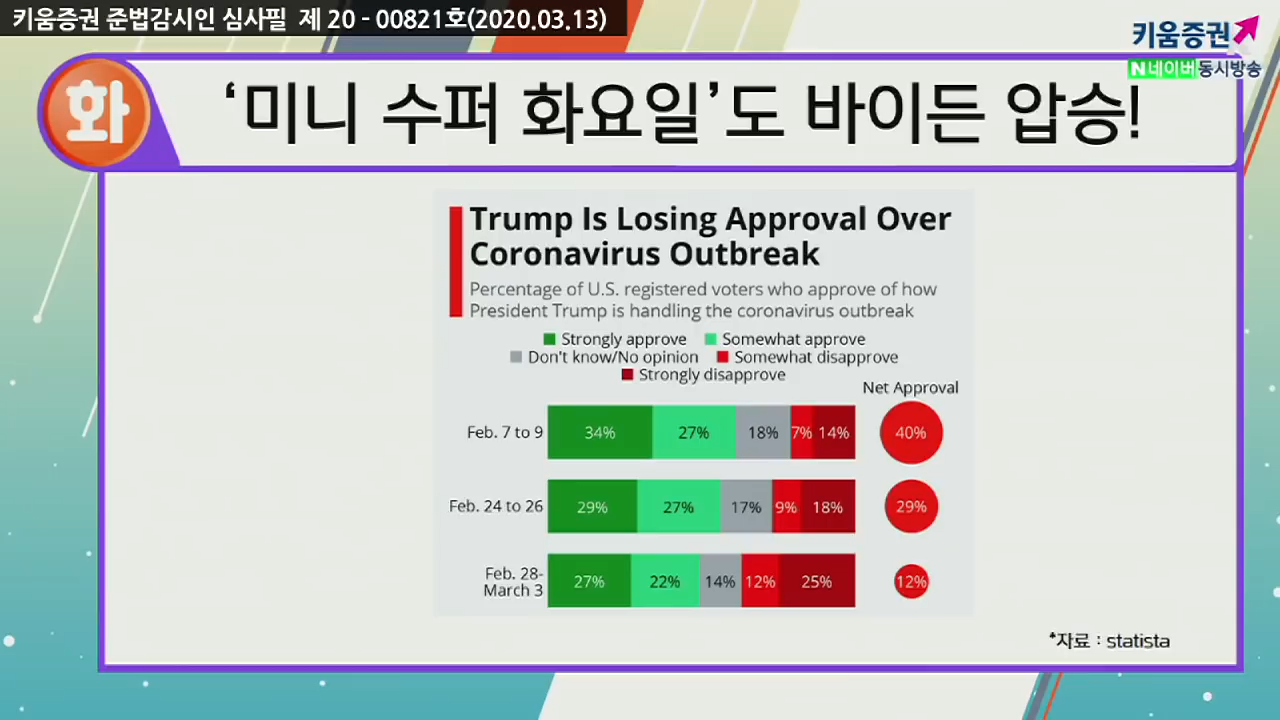 키움증권 준법감시인 심사필 제 20 - 00821호(2020.03.13)
키움증권
N네이버 동시방송
화
‘미니 수퍼 화요일’도 바이든 압승!
Trump Is Losing Approval Over
Coronavirus Outbreak
Percentage of U.S. registered voters who approve of how
President Trump is handling the coronavirus outbreak
Strongly approve Somewhat approve
Don't know/No opinion Somewhat disapprove
Strongly disapprove
Net Approval
Feb. 7 to 9 34% 27% 18% 7% 14% 40%
Feb. 24 to 26 29% 27% 17% 9% 18% 29%
Feb. 28-
March 3 27% 22% 14% 12% 25% 12%
*자료 : statista